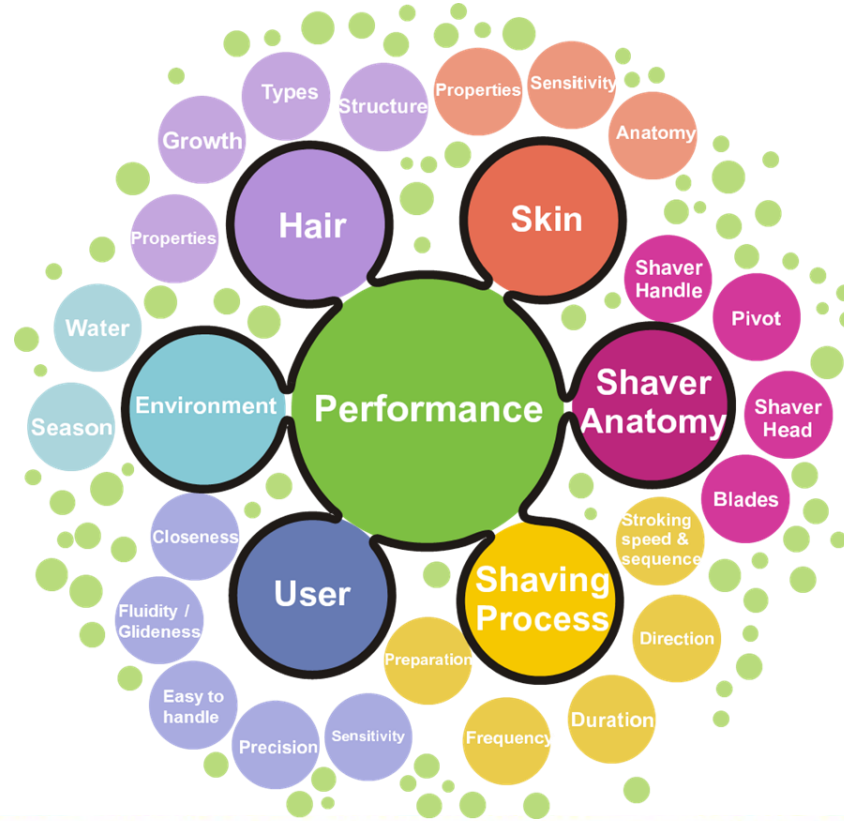 Types
Structure
Properties
Sensitivity
Growth
Anatomy
Hair
Skin
Properties
Shaver
Handle
Water
Pivot
Environment
Performance
Shaver
Anatomy
Season
Shaver
Head
Blades
Closeness
Stroking
speed &
sequence
User
Shaving
Process
Fluidity /
Glideness
Direction
Preparation
Easy to
handle
Duration
Precision
Sensitivity
Frequency